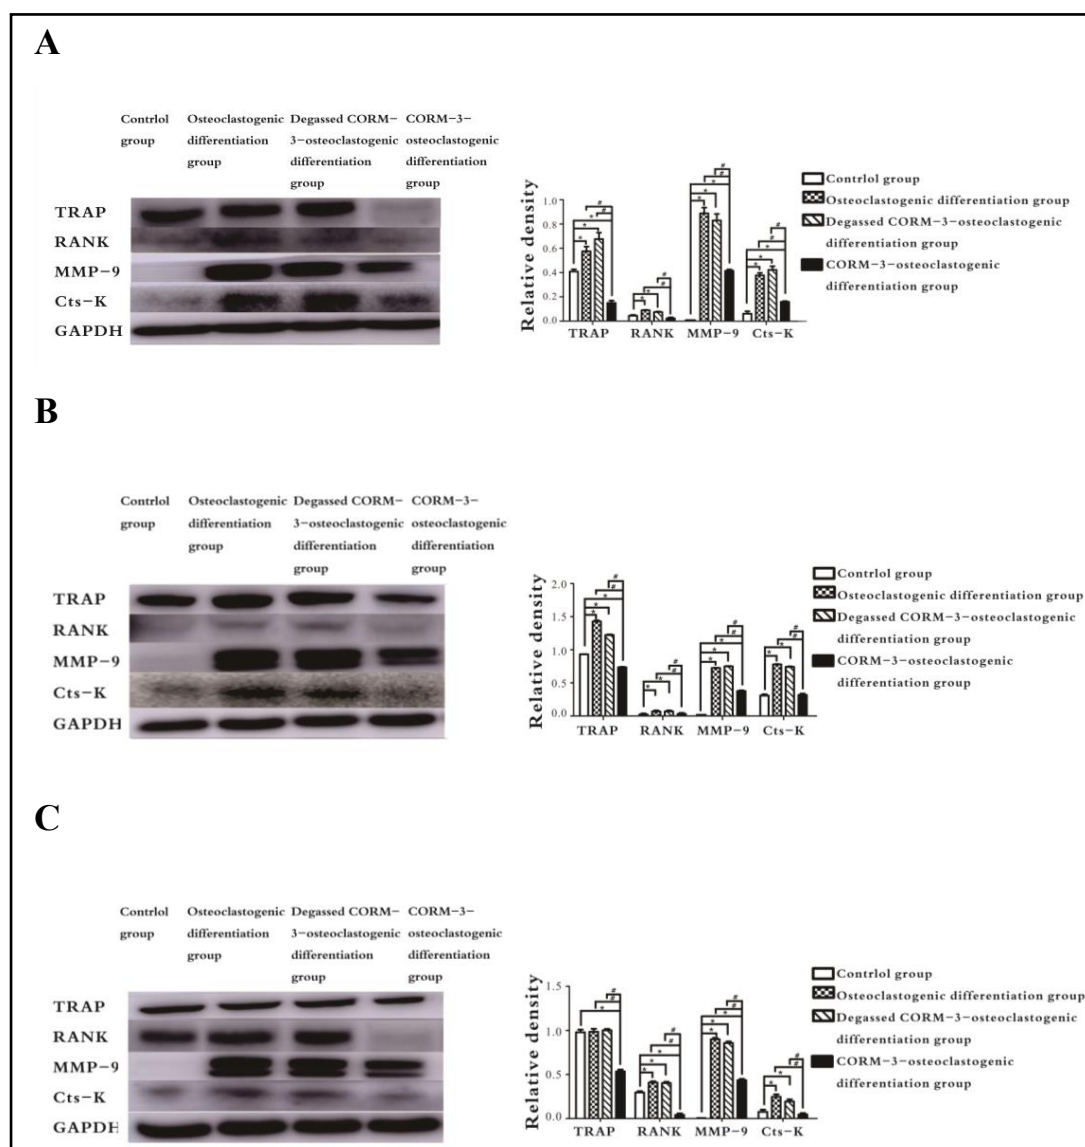 A
Contrlol Osteoclastogenic Degassed CORM- CORM-3-
group differentiation 3-osteoclastogenic osteoclastogenic
group differentiation differentiation
group group
TRAP
RANK
MMP-9
Cts-K
GAPDH
Relative density
1.0
0.8
0.6
0.4
0.2
0.0
TRAP RANK MMP-9 Cts-K
Contrlol group
Osteoclastogenic differentiation group
Degassed CORM-3-osteoclastogenic
differentiation group
CORM-3-osteoclastogenic
differentiation group
B
Contrlol Osteoclastogenic Degassed CORM- CORM-3-
group differentiation 3-osteoclastogenic osteoclastogenic
group differentiation differentiation
group group
TRAP
RANK
MMP-9
Cts-K
GAPDH
Relative density
2.0
1.5
1.0
0.5
0.0
TRAP RANK MMP-9 Cts-K
Contrlol group
Osteoclastogenic differentiation group
Degassed CORM-3-osteoclastogenic
differentiation group
CORM-3-osteoclastogenic
differentiation group
C
Contrlol Osteoclastogenic Degassed CORM- CORM-3-
group differentiation 3-osteoclastogenic osteoclastogenic
group differentiation differentiation
group group
TRAP
RANK
MMP-9
Cts-K
GAPDH
Relative density
1.5
1.0
0.5
0.0
TRAP RANK MMP-9 Cts-K
Contrlol group
Osteoclastogenic differentiation group
Degassed CORM-3-osteoclastogenic
differentiation group
CORM-3-osteoclastogenic
differentiation group